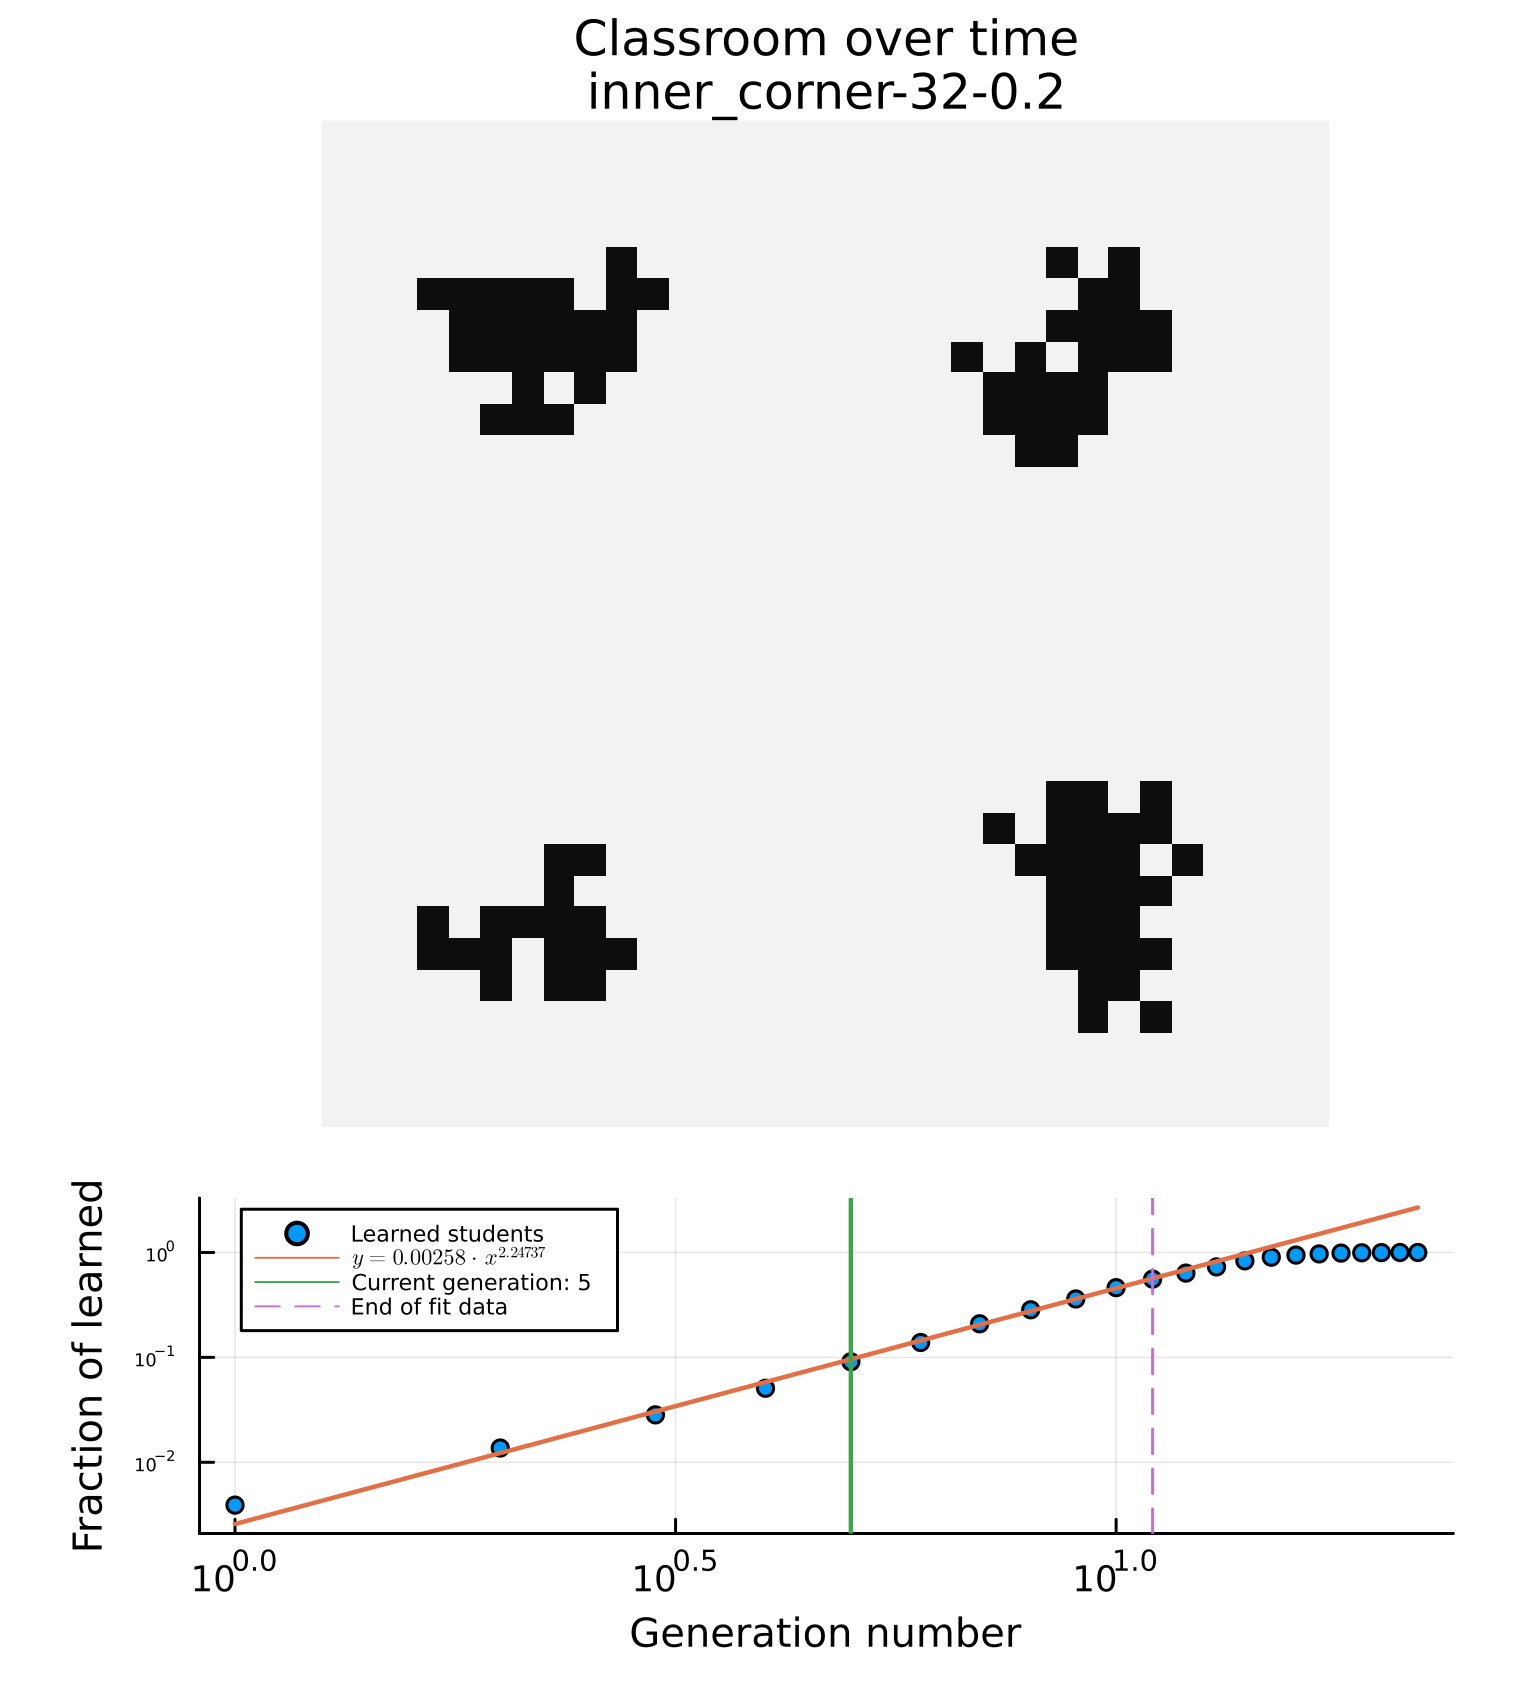 Classroom over time
inner_corner-32-0.2
Learned students
y = 0.00258 · x^2.24737
Current generation: 5
End of fit data
Fraction of learned
10^0
10^−1
10^−2
10^0.0 10^0.5 10^1.0
Generation number